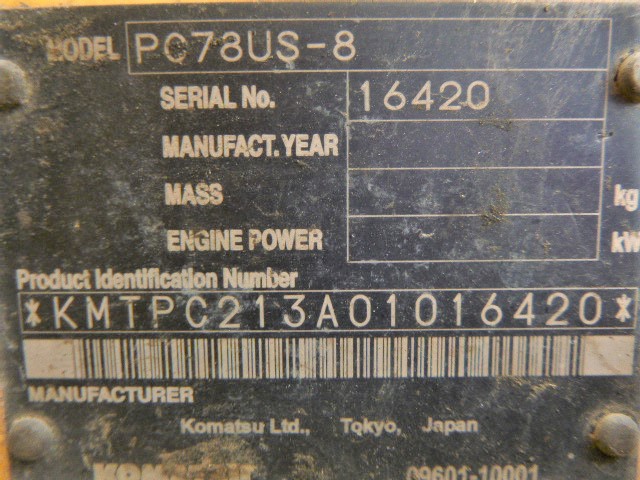 MODEL PC78US-8
SERIAL No. 16420
MANUFACT. YEAR
MASS kg
ENGINE POWER kW
Product Identification Number
*KMTPC213A01016420*
MANUFACTURER
Komatsu Ltd., Tokyo, Japan
09601-10001